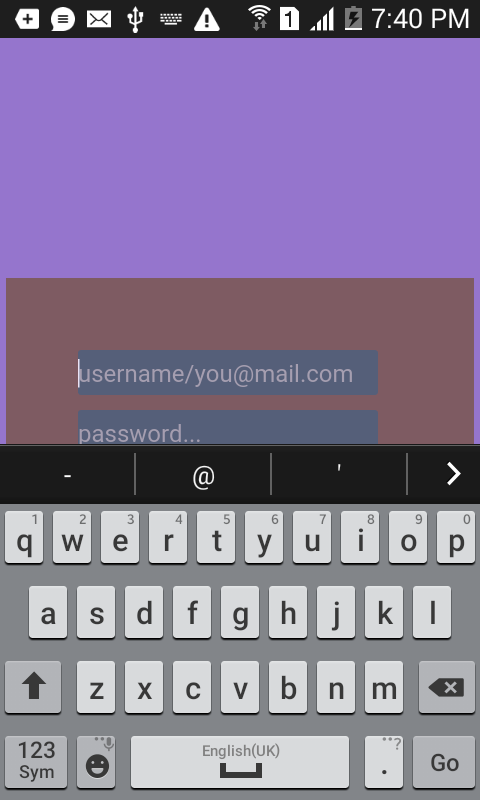 1 7:40 PM
username/you@mail.com
password...
- @ '
1 2 3 4 5 6 7 8 9 0
q w e r t y u i o p
a s d f g h j k l
z x c v b n m
123 English(UK) ?
Sym . Go